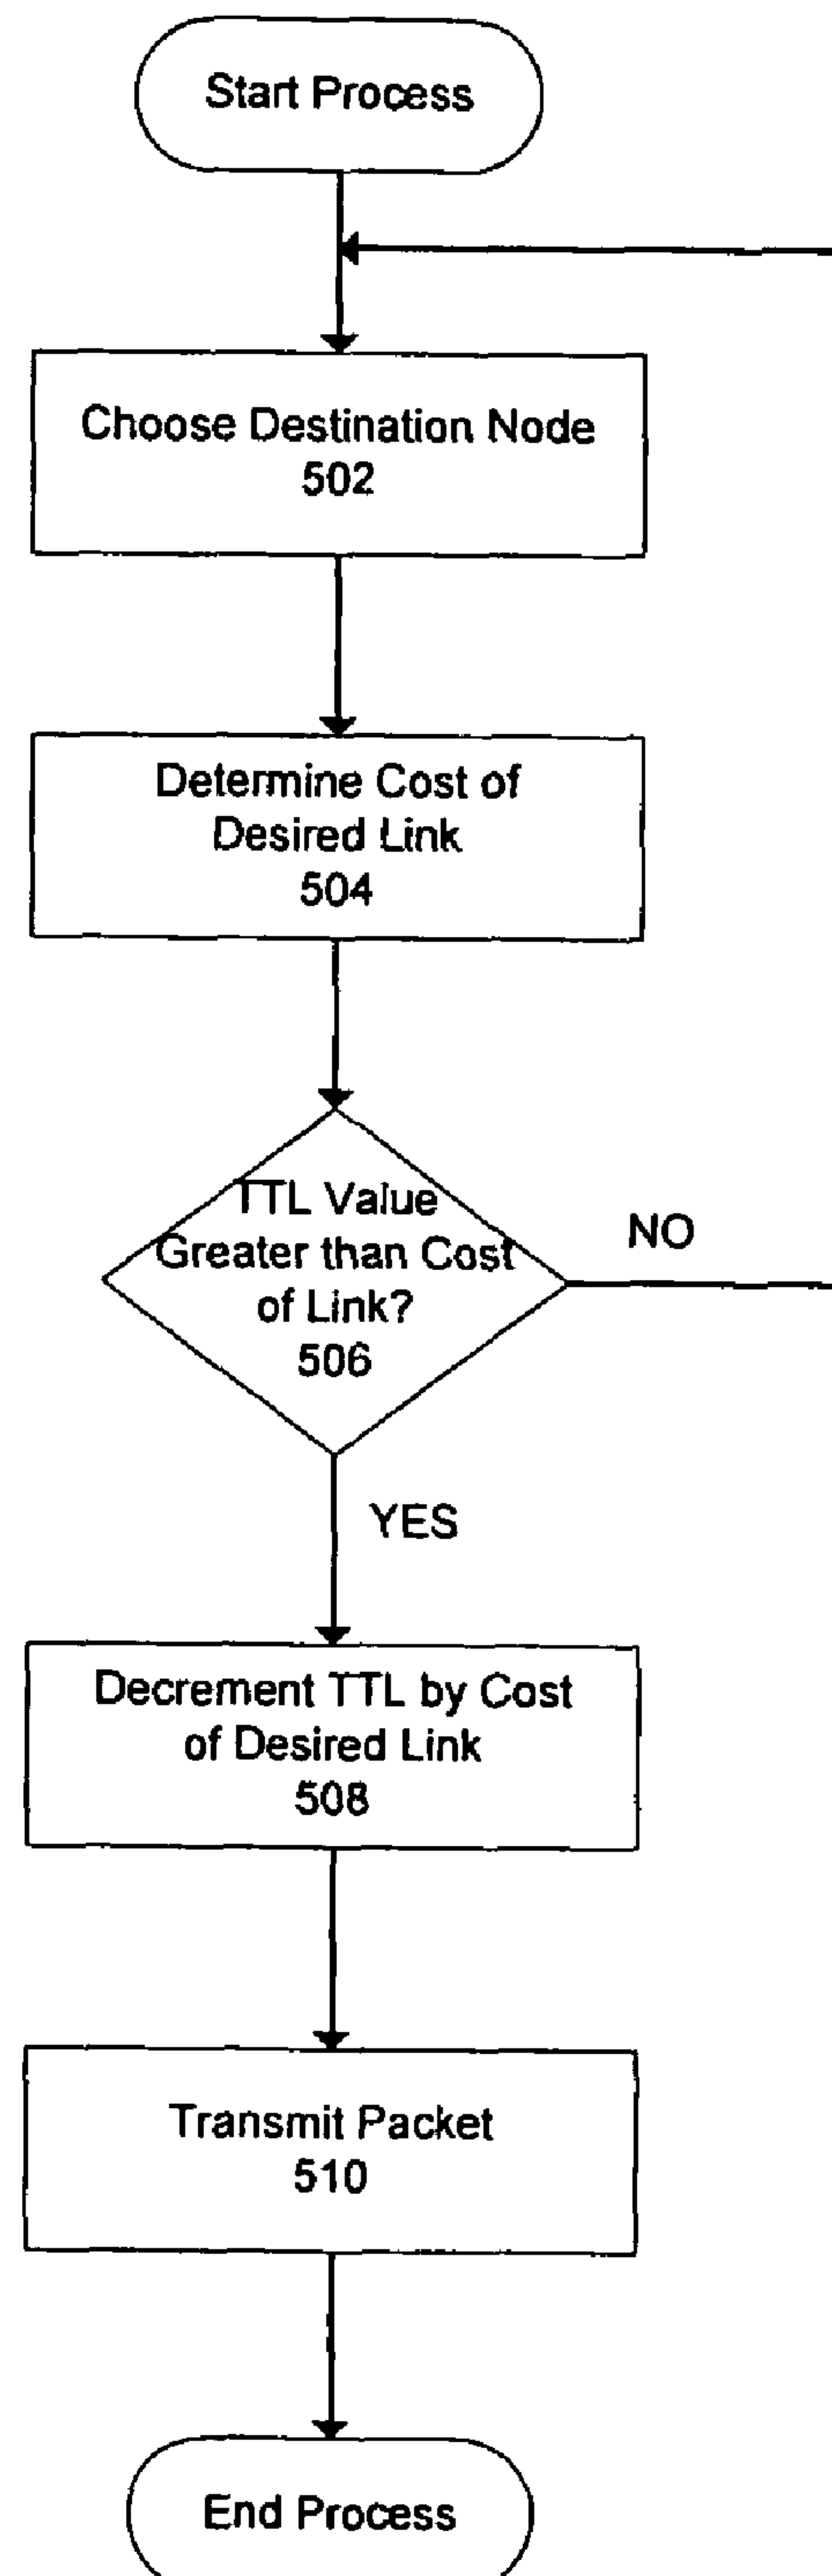 Start Process
Choose Destination Node
502
Determine Cost of
Desired Link
504
TTL Value
Greater than Cost
of Link?
506
NO
YES
Decrement TTL by Cost
of Desired Link
508
Transmit Packet
510
End Process